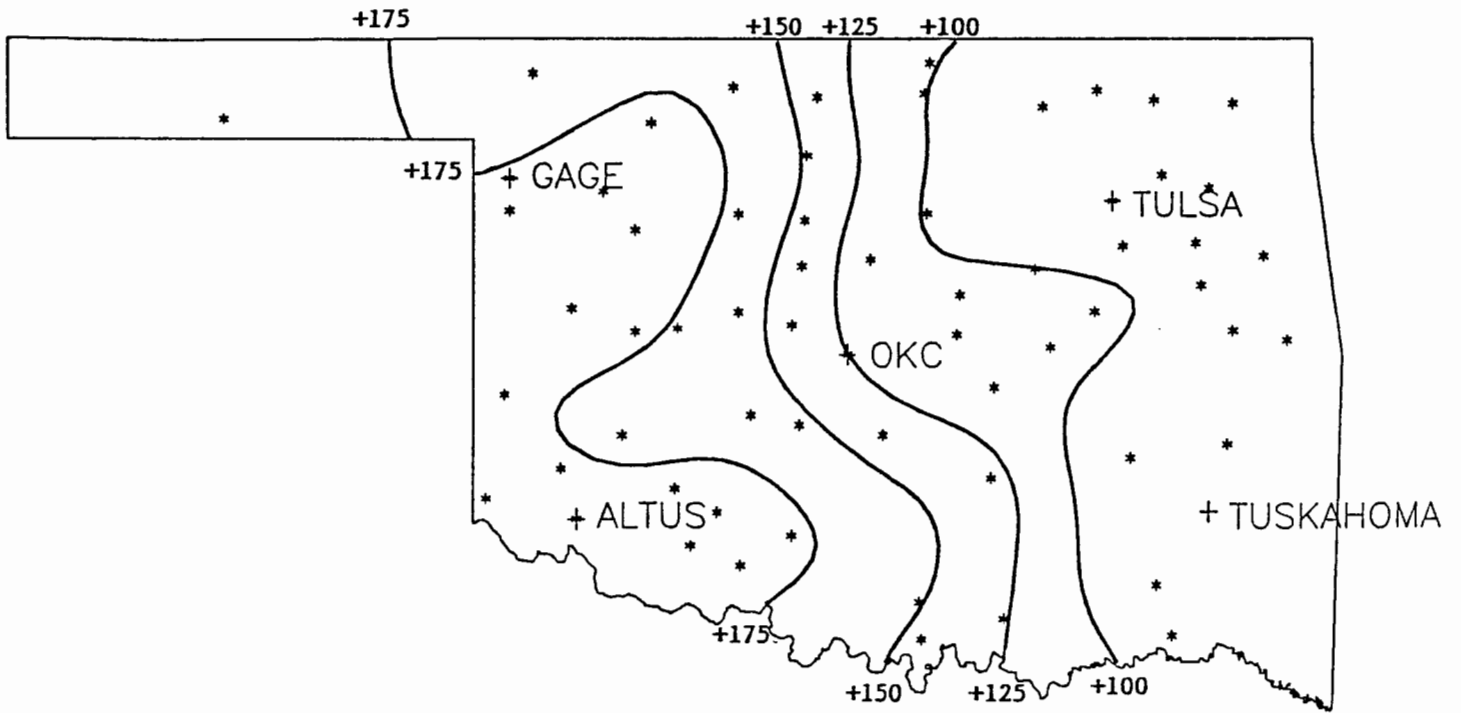 +175
+150 +125 +100
+175
GAGE
TULSA
OKC
ALTUS
TUSKAHOMA
+175
+150 +125 +100